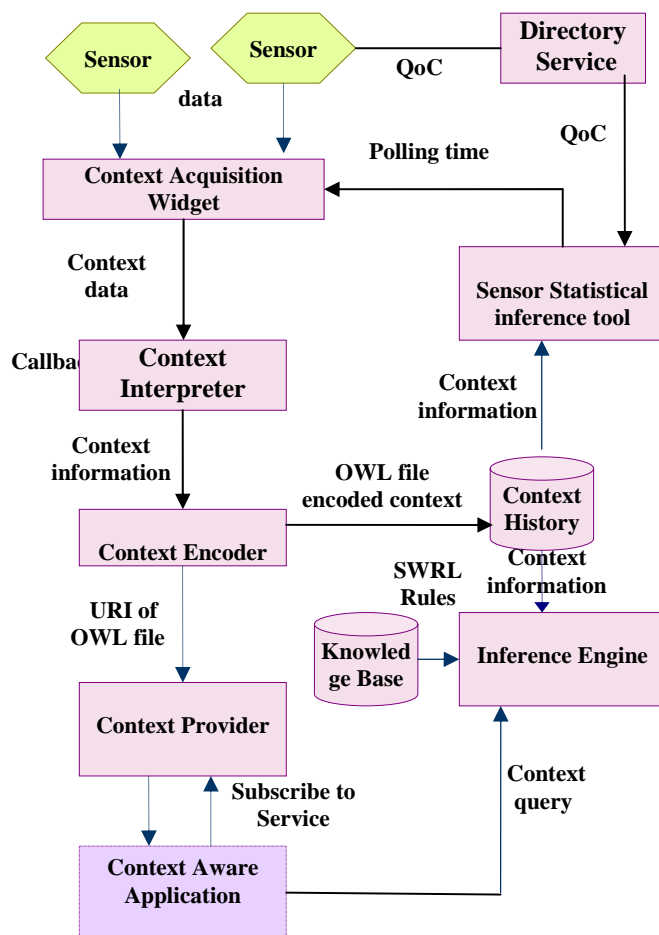 Sensor
Sensor
data
QoC
Directory
Service
QoC
Polling time
Context Acquisition
Widget
Context
data
Sensor Statistical
inference tool
Context
Interpreter
Context
information
Context
information
OWL file
encoded context
Context
History
Context Encoder
Context
information
SWRL
Rules
URI of
OWL file
Knowled
ge Base
Inference Engine
Context Provider
Subscribe to
Service
Context
query
Context Aware
Application